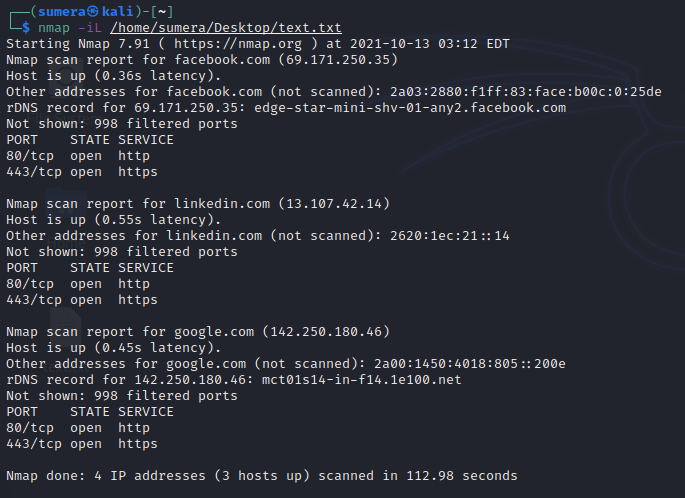 ┌──(sumera㉿kali)-[~]
└─$ nmap -iL /home/sumera/Desktop/text.txt
Starting Nmap 7.91 ( https://nmap.org ) at 2021-10-13 03:12 EDT
Nmap scan report for facebook.com (69.171.250.35)
Host is up (0.36s latency).
Other addresses for facebook.com (not scanned): 2a03:2880:f1ff:83:face:b00c:0:25de
rDNS record for 69.171.250.35: edge-star-mini-shv-01-any2.facebook.com
Not shown: 998 filtered ports
PORT    STATE SERVICE
80/tcp  open  http
443/tcp open  https

Nmap scan report for linkedin.com (13.107.42.14)
Host is up (0.55s latency).
Other addresses for linkedin.com (not scanned): 2620:1ec:21::14
Not shown: 998 filtered ports
PORT    STATE SERVICE
80/tcp  open  http
443/tcp open  https

Nmap scan report for google.com (142.250.180.46)
Host is up (0.45s latency).
Other addresses for google.com (not scanned): 2a00:1450:4018:805::200e
rDNS record for 142.250.180.46: mct01s14-in-f14.1e100.net
Not shown: 998 filtered ports
PORT    STATE SERVICE
80/tcp  open  http
443/tcp open  https

Nmap done: 4 IP addresses (3 hosts up) scanned in 112.98 seconds